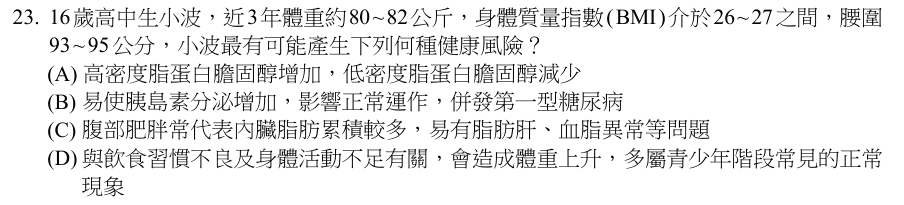 23. 16歲高中生小波，近3年體重約80~82公斤，身體質量指數(BMI)介於26~27之間，腰圍
93~95公分，小波最有可能產生下列何種健康風險？
(A) 高密度脂蛋白膽固醇增加，低密度脂蛋白膽固醇減少
(B) 易使胰島素分泌增加，影響正常運作，併發第一型糖尿病
(C) 腹部肥胖常代表內臟脂肪累積較多，易有脂肪肝、血脂異常等問題
(D) 與飲食習慣不良及身體活動不足有關，會造成體重上升，多屬青少年階段常見的正常
現象